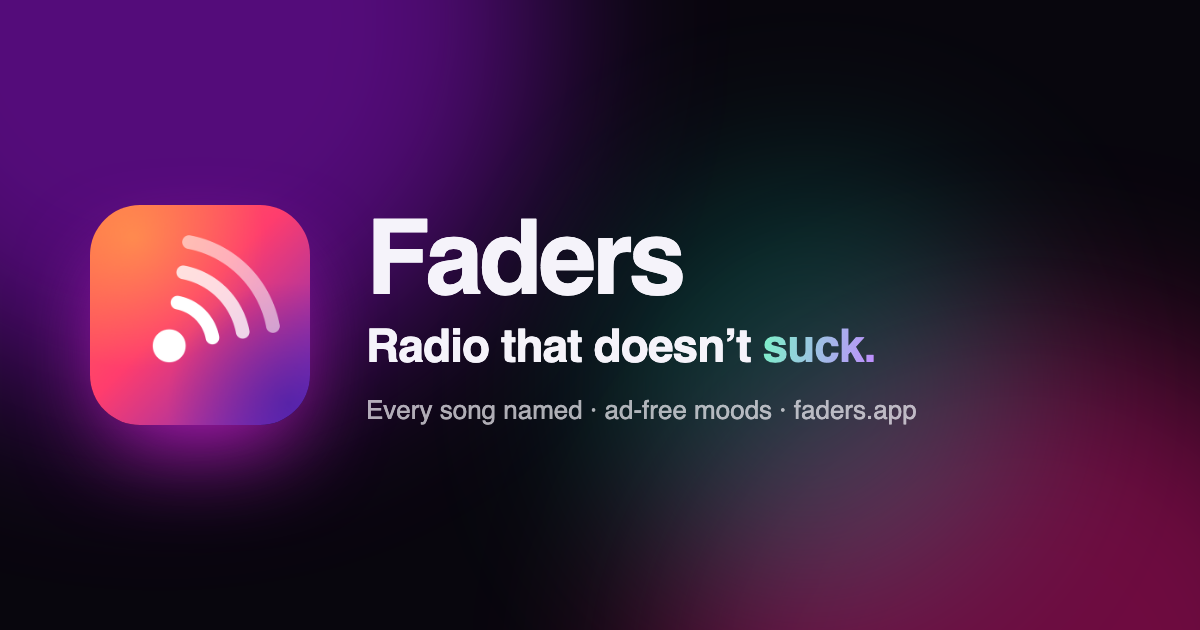 Faders
Radio that doesn’t suck.
Every song named · ad-free moods · faders.app